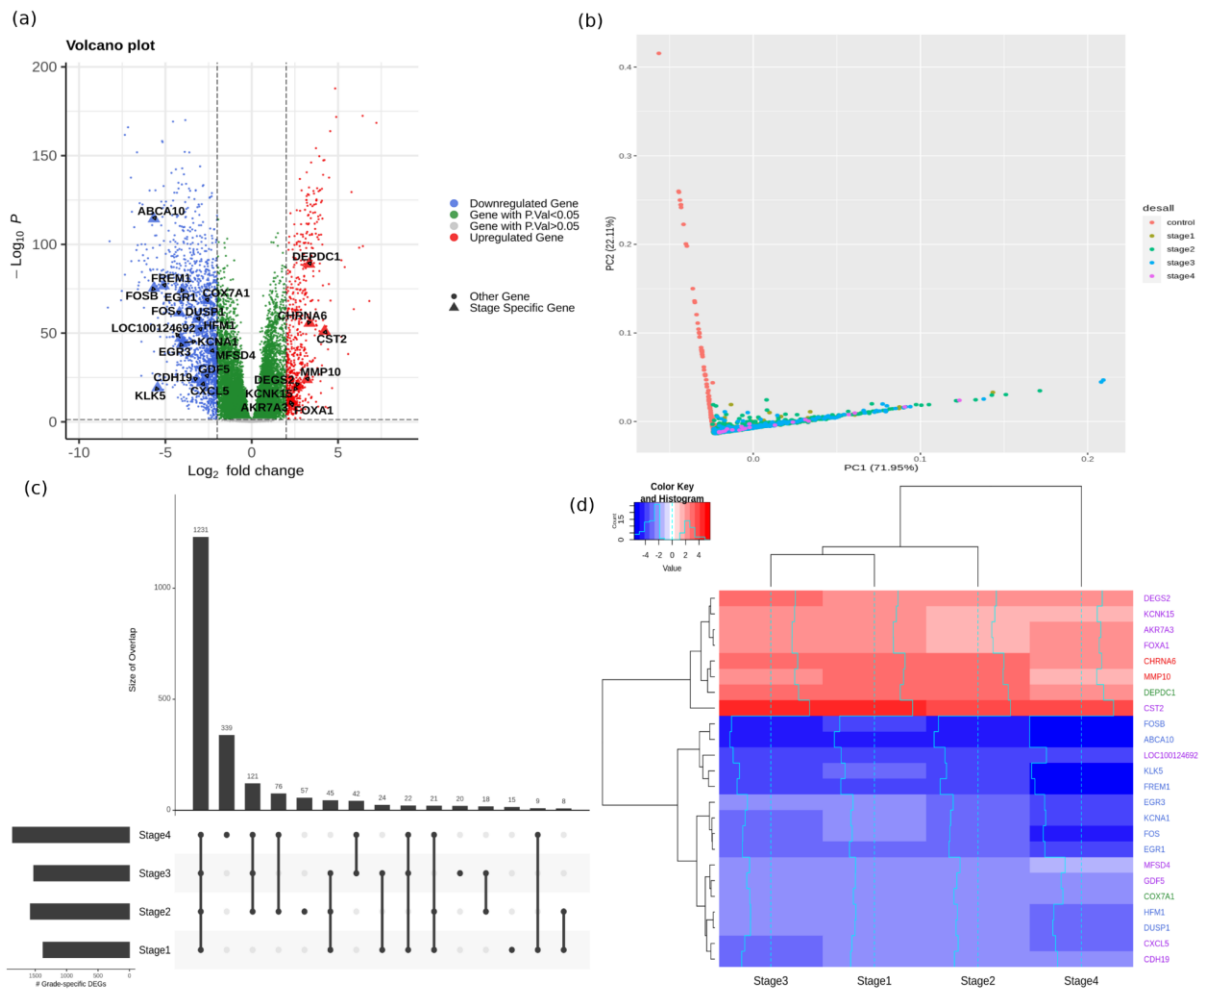 (a)
Volcano plot
200
150
100
50
0
-10
-5
0
5
− Log10 P
Log2 fold change
ABCA10
DEPDC1
FREM1
FOSB
EGR1
COX7A1
FOS
DUSP1
LOC100124692
HFM1
CHRNA6
CST2
KCNA1
EGR3
MFSD4
GDF5
CDH19
CXCL5
KLK5
DEGS2
MMP10
KCNK15
AKR7A3
FOXA1
Downregulated Gene
Gene with P.Val<0.05
Gene with P.Val>0.05
Upregulated Gene
Other Gene
Stage Specific Gene
(b)
0.4
0.3
0.2
0.1
0.0
PC2 (22.11%)
0.0
0.1
0.2
PC1 (71.95%)
desall
control
stage1
stage2
stage3
stage4
(c)
Size of Overlap
1000
500
0
1231
339
121
76
57
45
42
24
22
21
20
18
15
9
8
Stage4
Stage3
Stage2
Stage1
1500
1000
500
0
# Grade-specific DEGs
(d)
Color Key
and Histogram
Count
0
15
-4 -2 0 2 4
Value
DEGS2
KCNK15
AKR7A3
FOXA1
CHRNA6
MMP10
DEPDC1
CST2
FOSB
ABCA10
LOC100124692
KLK5
FREM1
EGR3
KCNA1
FOS
EGR1
MFSD4
GDF5
COX7A1
HFM1
DUSP1
CXCL5
CDH19
Stage3
Stage1
Stage2
Stage4